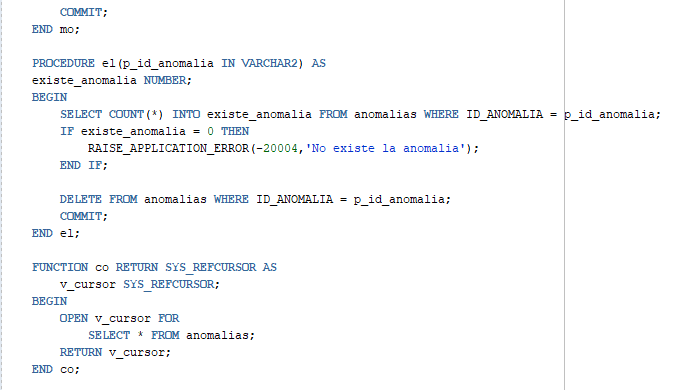 COMMIT;
END mo;
PROCEDURE el(p_id_anomalia IN VARCHAR2) AS
existe_anomalia NUMBER;
BEGIN
SELECT COUNT(*) INTO existe_anomalia FROM anomalias WHERE ID_ANOMALIA = p_id_anomalia;
IF existe_anomalia = 0 THEN
RAISE_APPLICATION_ERROR(-20004,'No existe la anomalia');
END IF;
DELETE FROM anomalias WHERE ID_ANOMALIA = p_id_anomalia;
COMMIT;
END el;
FUNCTION co RETURN SYS_REFCURSOR AS
v_cursor SYS_REFCURSOR;
BEGIN
OPEN v_cursor FOR
SELECT * FROM anomalias;
RETURN v_cursor;
END co;